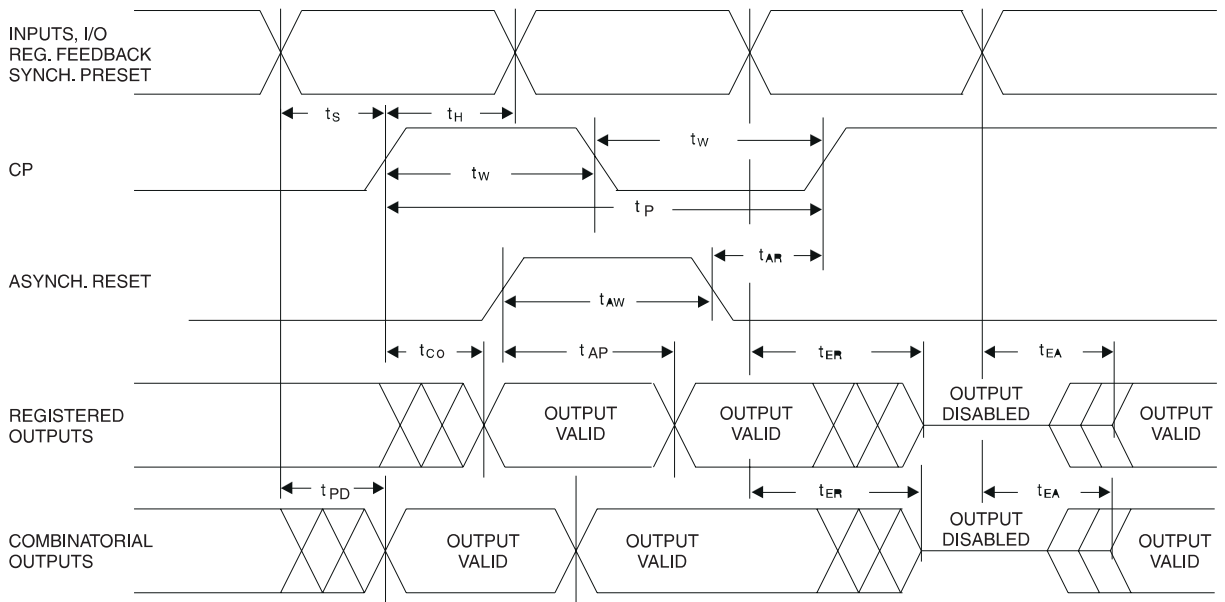 INPUTS, I/O
REG. FEEDBACK
SYNCH. PRESET
tS
tH
CP
tW
tW
tP
ASYNCH. RESET
tAR
tAW
tCO
tAP
tER
tEA
REGISTERED
OUTPUTS
OUTPUT
VALID
OUTPUT
VALID
OUTPUT
DISABLED
OUTPUT
VALID
tPD
tER
tEA
COMBINATORIAL
OUTPUTS
OUTPUT
VALID
OUTPUT
VALID
OUTPUT
DISABLED
OUTPUT
VALID